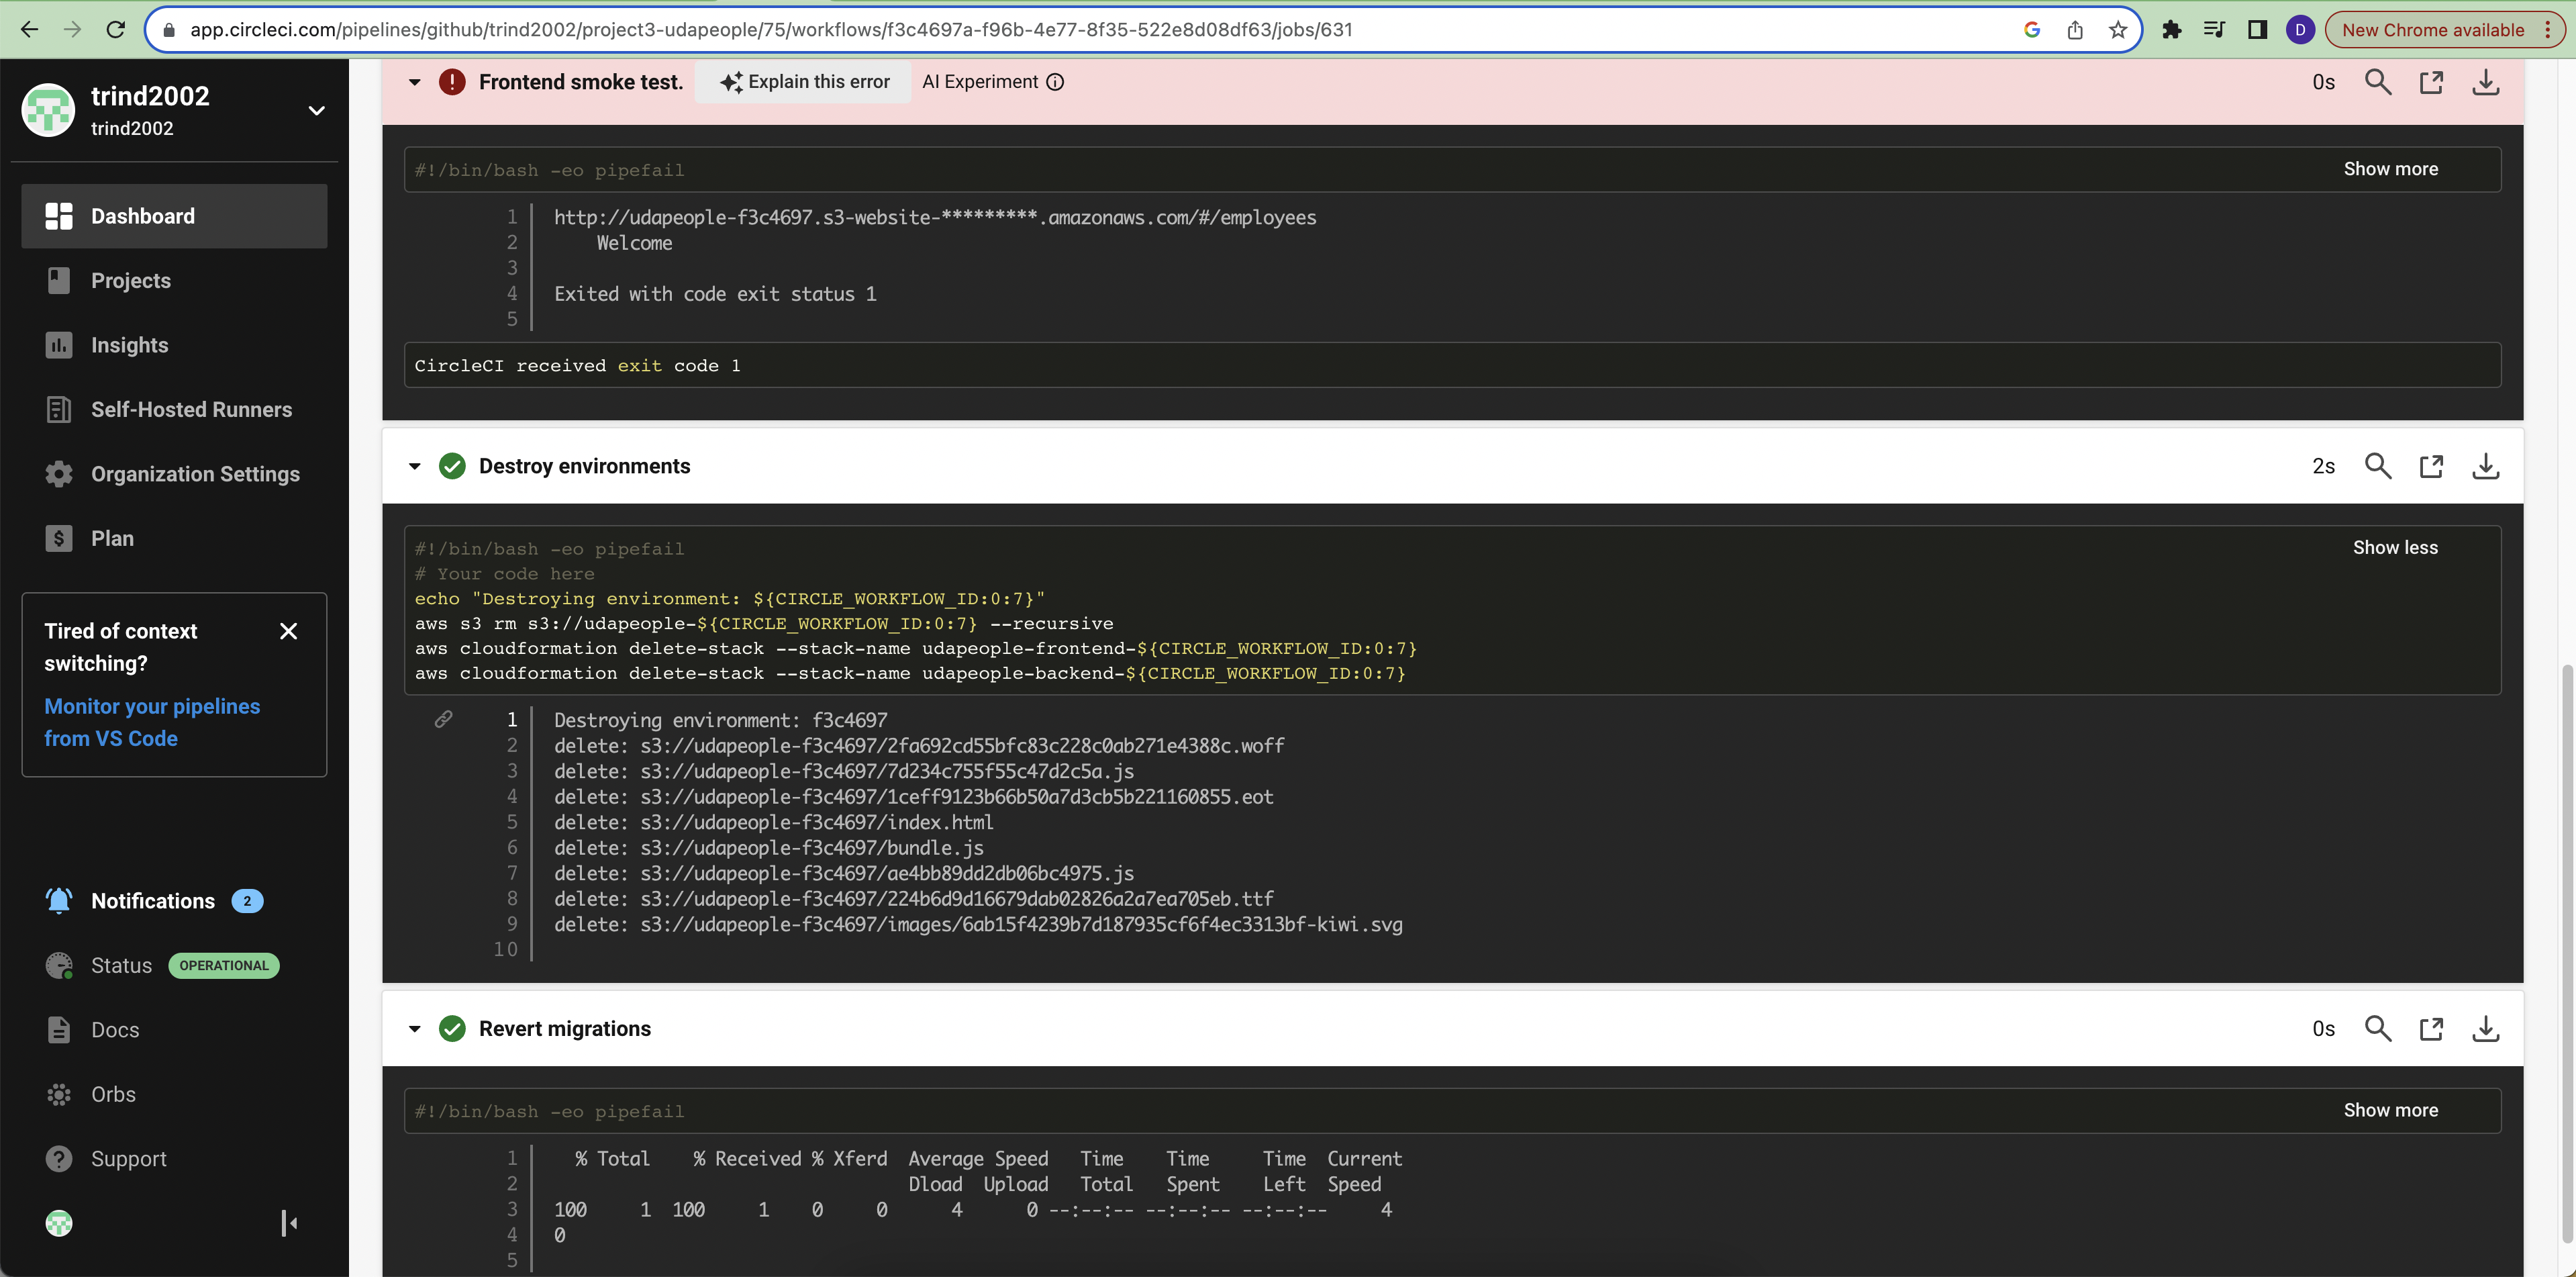 app.circleci.com/pipelines/github/trind2002/project3-udapeople/75/workflows/f3c4697a-f96b-4e77-8f35-522e8d08df63/jobs/631
D
New Chrome available
trind2002
trind2002
Dashboard
Projects
Insights
Self-Hosted Runners
Organization Settings
$ Plan
Tired of context
switching?
Monitor your pipelines
from VS Code
Notifications 2
Status OPERATIONAL
Docs
Orbs
? Support
! Frontend smoke test. Explain this error AI Experiment 0s
#!/bin/bash -eo pipefail Show more
1 http://udapeople-f3c4697.s3-website-*********.amazonaws.com/#/employees
2 Welcome
3
4 Exited with code exit status 1
5
CircleCI received exit code 1
Destroy environments 2s
#!/bin/bash -eo pipefail Show less
# Your code here
echo "Destroying environment: ${CIRCLE_WORKFLOW_ID:0:7}"
aws s3 rm s3://udapeople-${CIRCLE_WORKFLOW_ID:0:7} --recursive
aws cloudformation delete-stack --stack-name udapeople-frontend-${CIRCLE_WORKFLOW_ID:0:7}
aws cloudformation delete-stack --stack-name udapeople-backend-${CIRCLE_WORKFLOW_ID:0:7}
1 Destroying environment: f3c4697
2 delete: s3://udapeople-f3c4697/2fa692cd55bfc83c228c0ab271e4388c.woff
3 delete: s3://udapeople-f3c4697/7d234c755f55c47d2c5a.js
4 delete: s3://udapeople-f3c4697/1ceff9123b66b50a7d3cb5b221160855.eot
5 delete: s3://udapeople-f3c4697/index.html
6 delete: s3://udapeople-f3c4697/bundle.js
7 delete: s3://udapeople-f3c4697/ae4bb89dd2db06bc4975.js
8 delete: s3://udapeople-f3c4697/224b6d9d16679dab02826a2a7ea705eb.ttf
9 delete: s3://udapeople-f3c4697/images/6ab15f4239b7d187935cf6f4ec3313bf-kiwi.svg
10
Revert migrations 0s
#!/bin/bash -eo pipefail Show more
1 % Total % Received % Xferd Average Speed Time Time Time Current
2 Dload Upload Total Spent Left Speed
3 100 1 100 1 0 0 4 0 --:--:-- --:--:-- --:--:-- 4
4 0
5